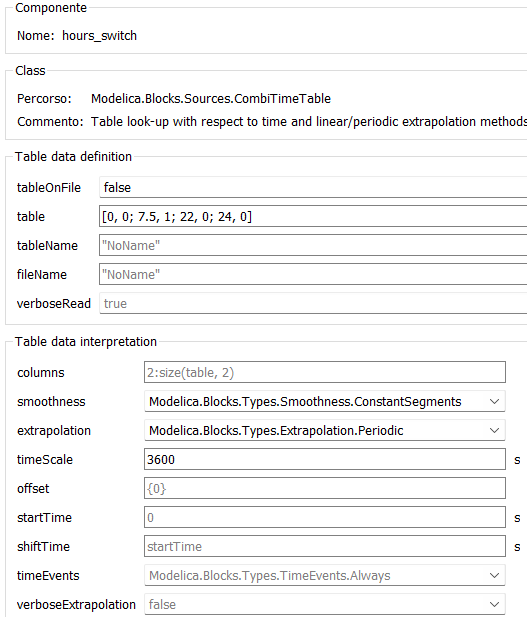 Componente
Nome: hours_switch
Class
Percorso: Modelica.Blocks.Sources.CombiTimeTable
Commento: Table look-up with respect to time and linear/periodic extrapolation methods
Table data definition
tableOnFile false
table [0, 0; 7.5, 1; 22, 0; 24, 0]
tableName "NoName"
fileName "NoName"
verboseRead true
Table data interpretation
columns 2:size(table, 2)
smoothness Modelica.Blocks.Types.Smoothness.ConstantSegments
extrapolation Modelica.Blocks.Types.Extrapolation.Periodic
timeScale 3600 s
offset {0}
startTime 0 s
shiftTime startTime s
timeEvents Modelica.Blocks.Types.TimeEvents.Always
verboseExtrapolation false